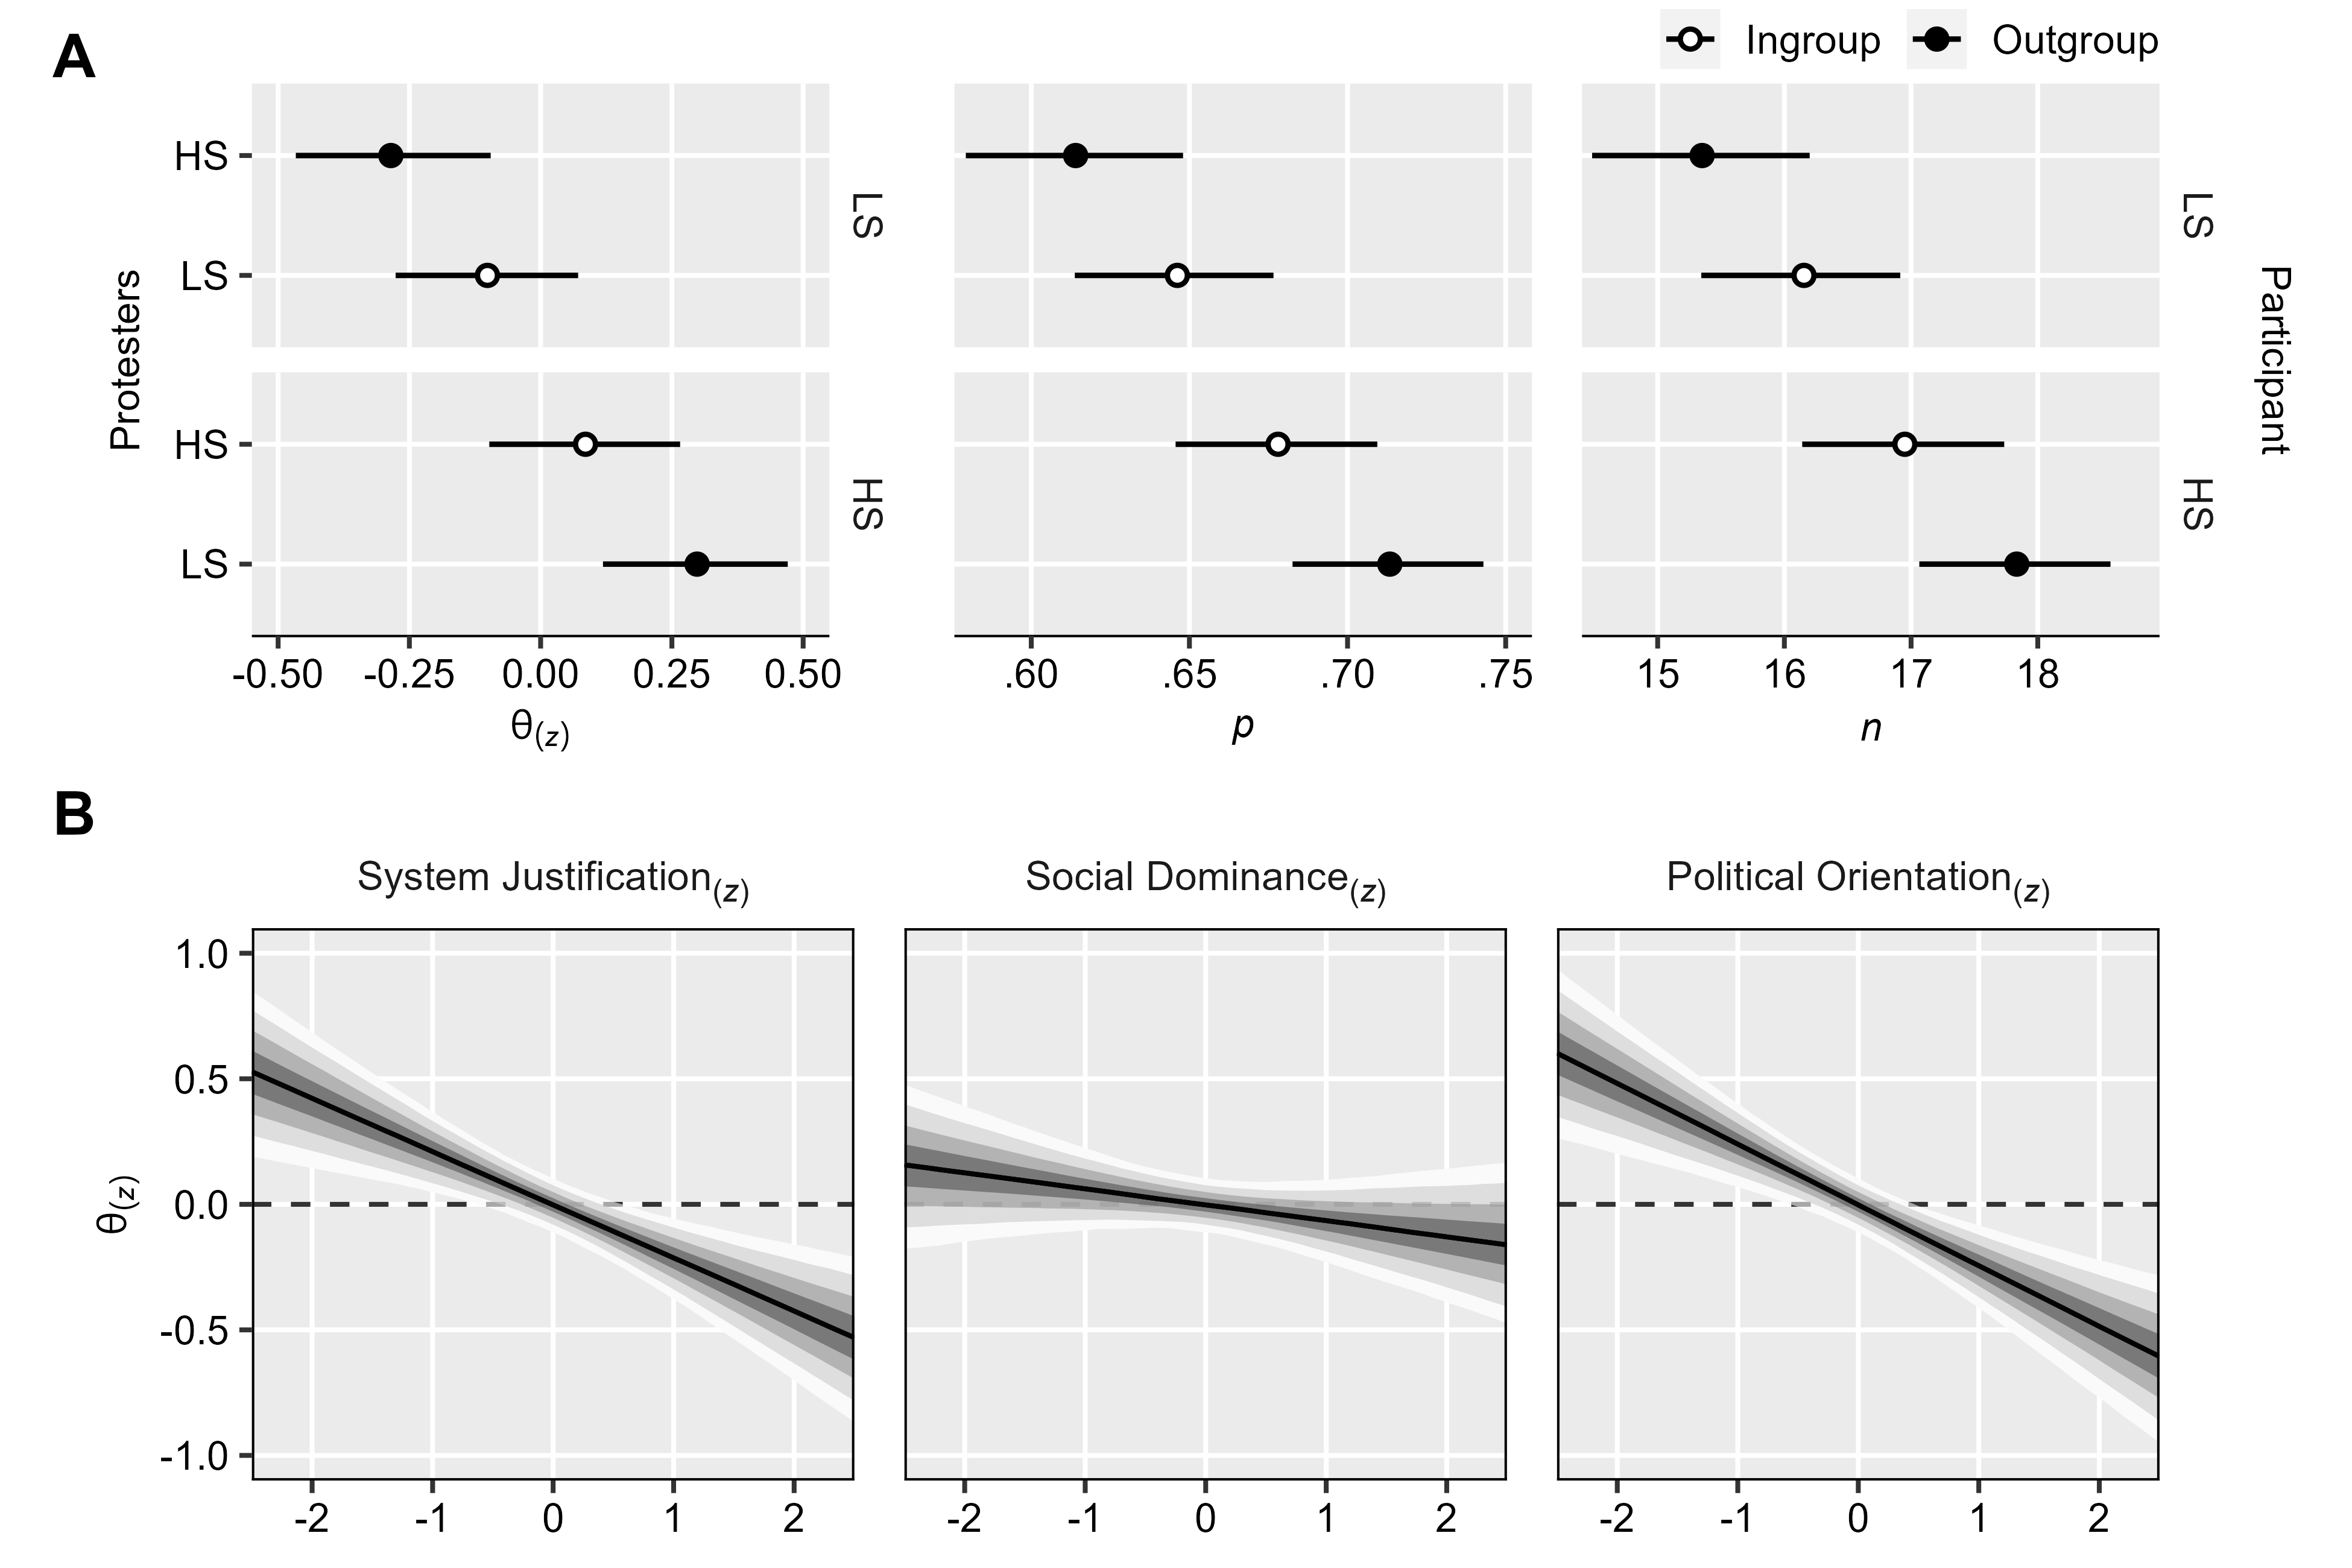 A
Ingroup Outgroup
HS
LS
HS
LS
Protesters
LS
HS
LS
HS
Participant
-0.50 -0.25 0.00 0.25 0.50
.60 .65 .70 .75
15 16 17 18
θ(z)
p
n
B
System Justification(z)
Social Dominance(z)
Political Orientation(z)
1.0
0.5
0.0
-0.5
-1.0
θ(z)
-2 -1 0 1 2
-2 -1 0 1 2
-2 -1 0 1 2